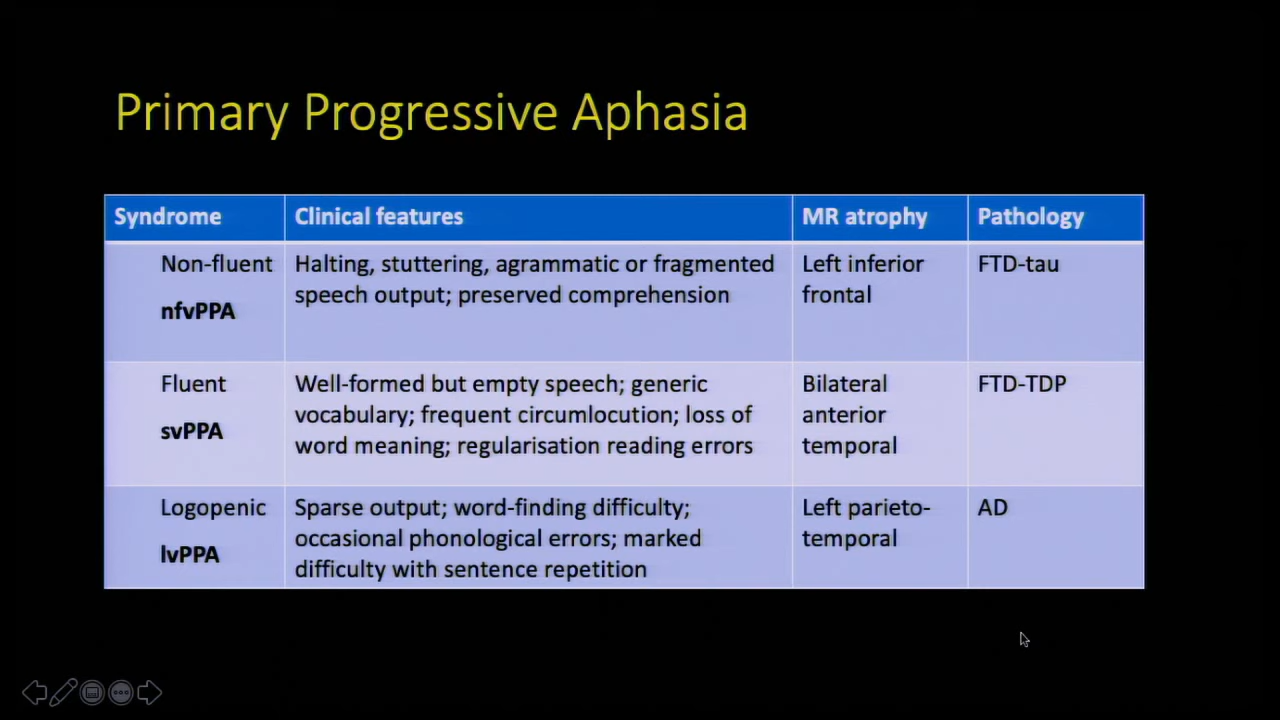 Primary Progressive Aphasia
Syndrome
Clinical features
MR atrophy
Pathology
Non-fluent
nfvPPA
Halting, stuttering, agrammatic or fragmented
speech output; preserved comprehension
Left inferior
frontal
FTD-tau
Fluent
svPPA
Well-formed but empty speech; generic
vocabulary; frequent circumlocution; loss of
word meaning; regularisation reading errors
Bilateral
anterior
temporal
FTD-TDP
Logopenic
lvPPA
Sparse output; word-finding difficulty;
occasional phonological errors; marked
difficulty with sentence repetition
Left parieto-
temporal
AD